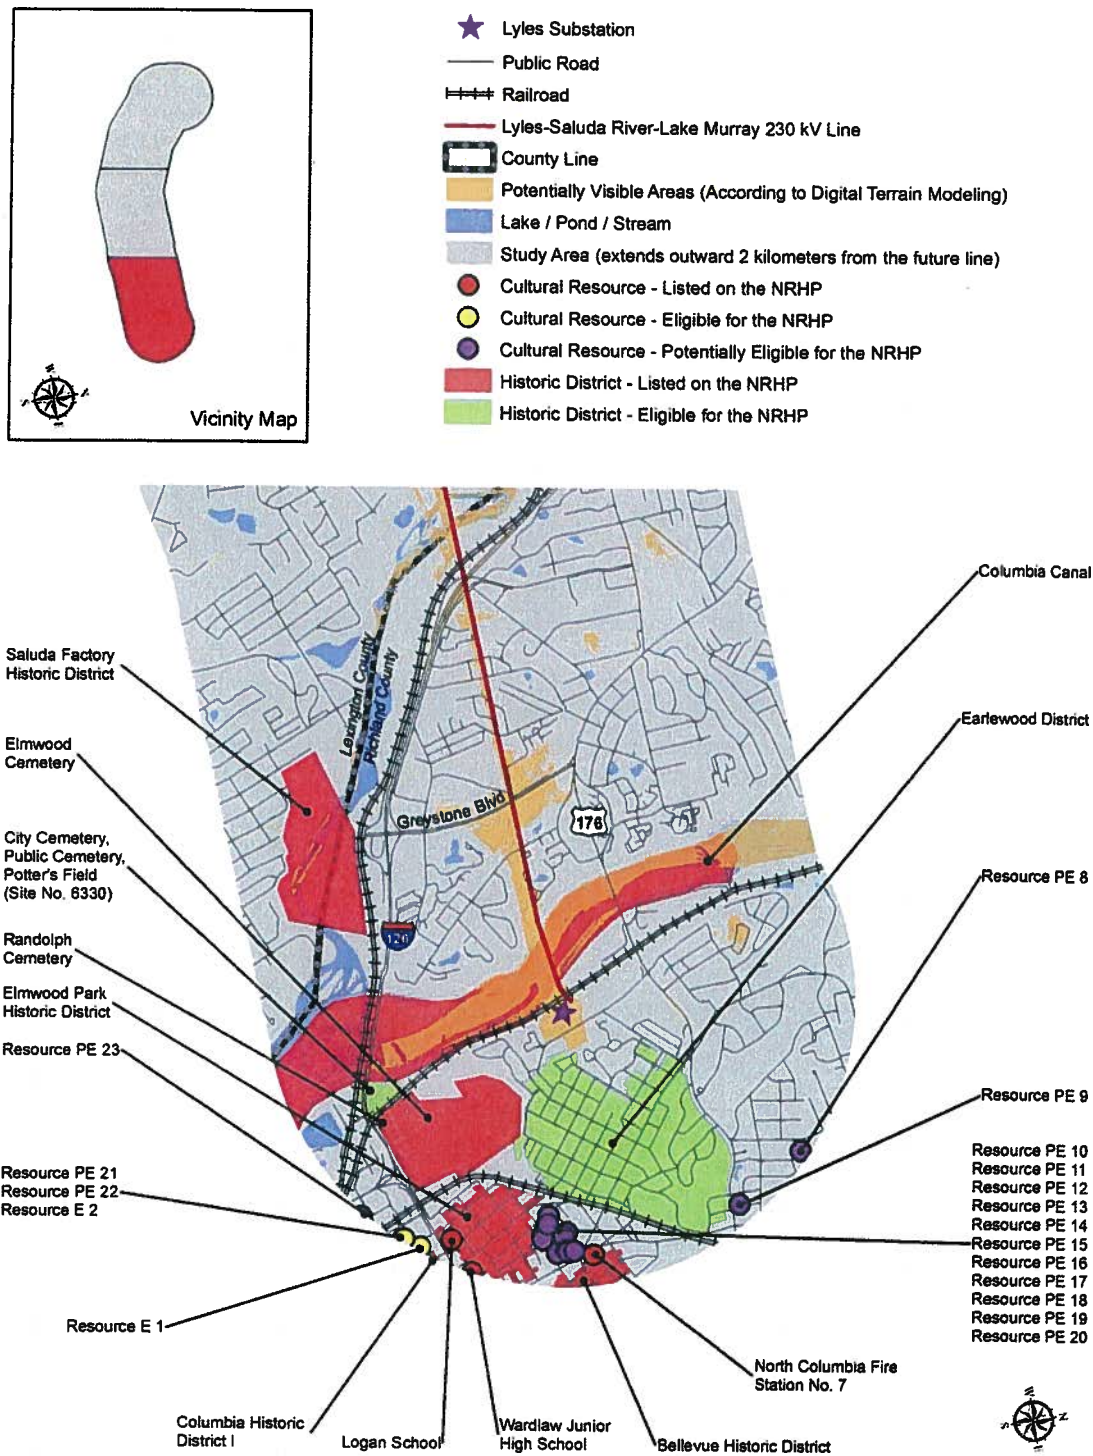 Vicinity Map
Lyles Substation
Public Road
Railroad
Lyles-Saluda River-Lake Murray 230 kV Line
County Line
Potentially Visible Areas (According to Digital Terrain Modeling)
Lake / Pond / Stream
Study Area (extends outward 2 kilometers from the future line)
Cultural Resource - Listed on the NRHP
Cultural Resource - Eligible for the NRHP
Cultural Resource - Potentially Eligible for the NRHP
Historic District - Listed on the NRHP
Historic District - Eligible for the NRHP
Columbia Canal
Saluda Factory
Historic District
Lexington County
Richland County
Earlewood District
Elmwood
Cemetery
Greystone Blvd
176
City Cemetery,
Public Cemetery,
Potter's Field
(Site No. 6330)
Resource PE 8
126
Randolph
Cemetery
Elmwood Park
Historic District
Resource PE 23
Resource PE 9
Resource PE 10
Resource PE 11
Resource PE 12
Resource PE 13
Resource PE 14
Resource PE 15
Resource PE 16
Resource PE 17
Resource PE 18
Resource PE 19
Resource PE 20
Resource PE 21
Resource PE 22
Resource E 2
Resource E 1
North Columbia Fire
Station No. 7
Columbia Historic
District I
Logan School
Wardlaw Junior
High School
Bellevue Historic District